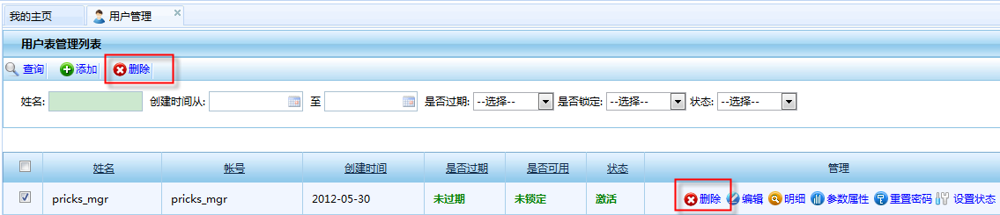 我的主页 用户管理
用户表管理列表
查询 添加 删除
姓名: 创建时间从: 至 是否过期: --选择-- 是否锁定: --选择-- 状态: --选择--
姓名 帐号 创建时间 是否过期 是否可用 状态 管理
pricks_mgr pricks_mgr 2012-05-30 未过期 未锁定 激活 删除 编辑 明细 参数属性 重置密码 设置状态